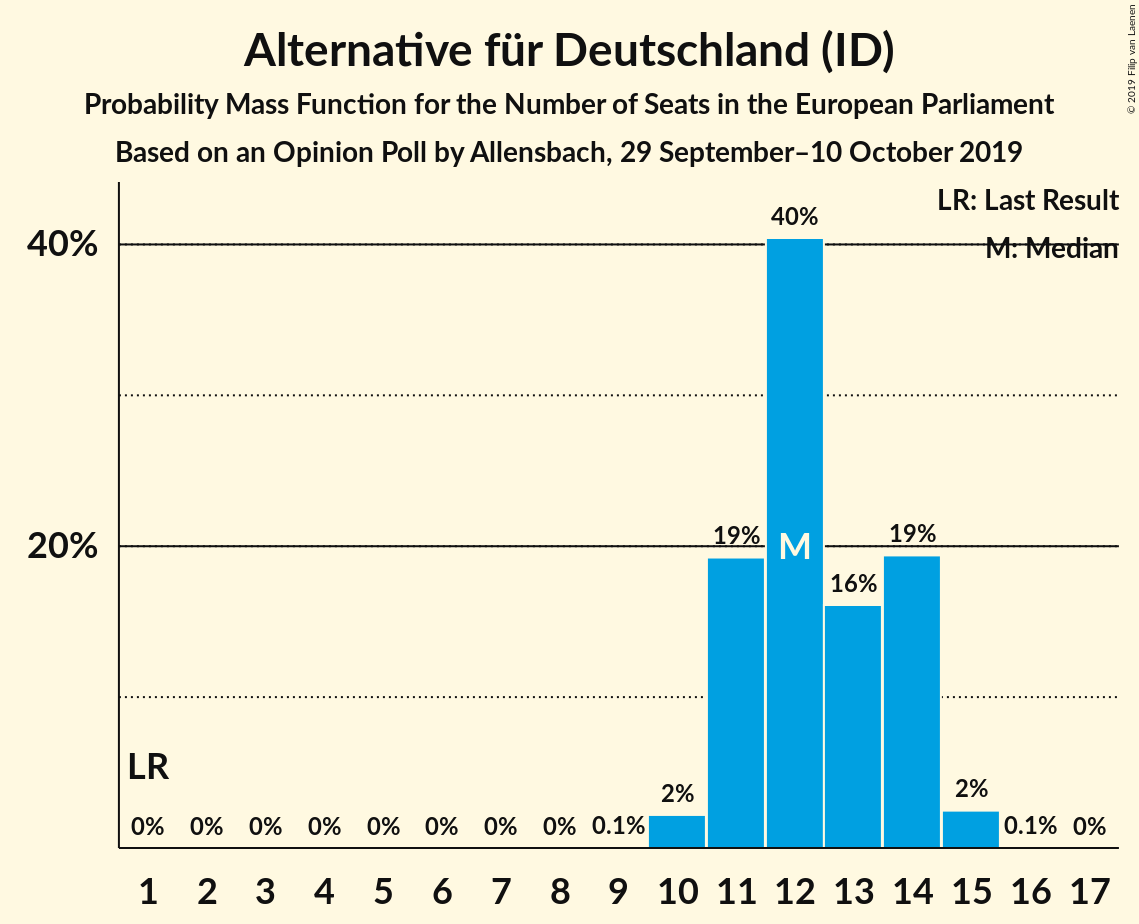 Alternative für Deutschland (ID)
Probability Mass Function for the Number of Seats in the European Parliament
Based on an Opinion Poll by Allensbach, 29 September–10 October 2019
© 2019 Filip van Laenen
LR: Last Result
M: Median
40%
20%
40%
19%
M
19%
16%
LR
0% 0% 0% 0% 0% 0% 0% 0% 0.1% 2% 2% 0.1% 0%
1 2 3 4 5 6 7 8 9 10 11 12 13 14 15 16 17